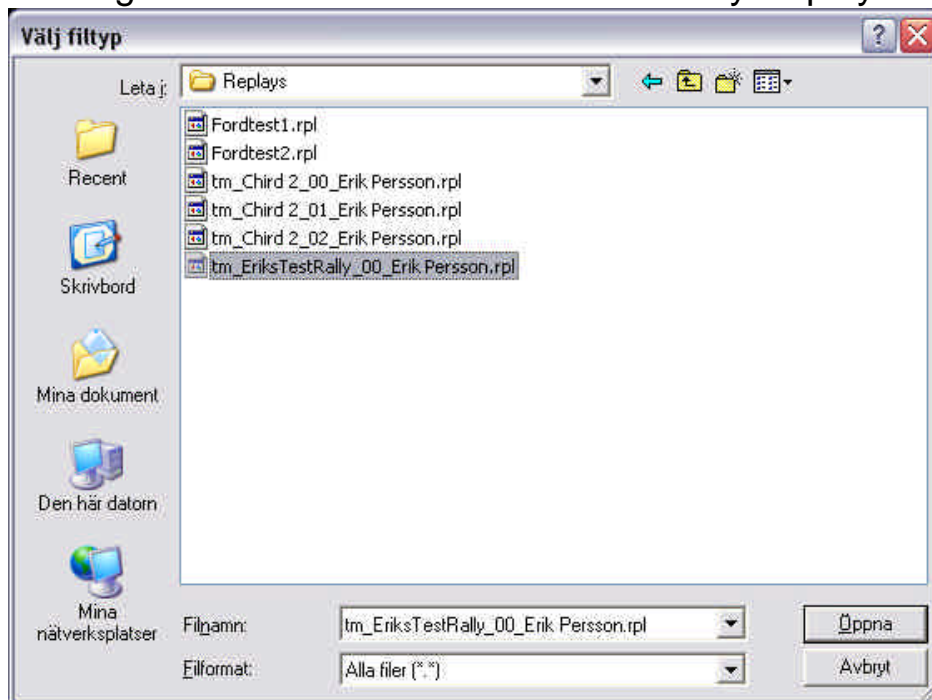 Välj filtyp
Leta j: Replays
Fordtest1.rpl
Fordtest2.rpl
tm_Chird 2_00_Erik Persson.rpl
tm_Chird 2_01_Erik Persson.rpl
tm_Chird 2_02_Erik Persson.rpl
tm_EriksTestRally_00_Erik Persson.rpl
Recent
Skrivbord
Mina dokument
Den här datorn
Mina
nätverksplatser
Filnamn: tm_EriksTestRally_00_Erik Persson.rpl Öppna
Filformat: Alla filer (*.*) Avbryt